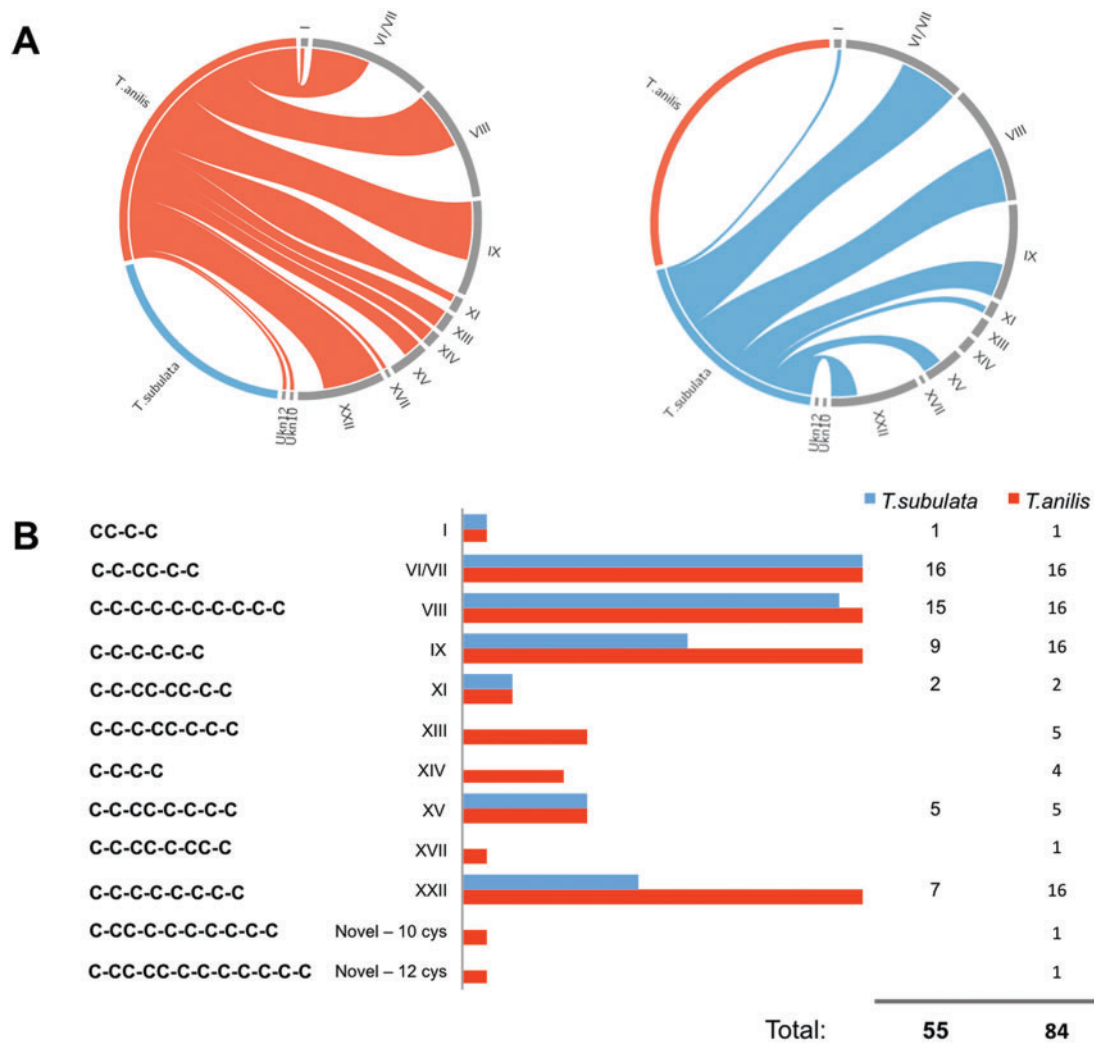 A
I
VI/VII
VIII
IX
XI
XIII
XIV
XV
XVII
XXII
Ukn10
Ukn12
T.subulata
T.anilis
I
VI/VII
VIII
IX
XI
XIII
XIV
XV
XVII
XXII
Ukn10
Ukn12
T.subulata
T.anilis
B
T.subulata T.anilis
CC-C-C I 1 1
C-C-CC-C-C VI/VII 16 16
C-C-C-C-C-C-C-C-C-C VIII 15 16
C-C-C-C-C-C IX 9 16
C-C-CC-CC-C-C XI 2 2
C-C-C-CC-C-C-C XIII 5
C-C-C-C XIV 4
C-C-CC-C-C-C-C XV 5 5
C-C-CC-C-CC-C XVII 1
C-C-C-C-C-C-C-C XXII 7 16
C-CC-C-C-C-C-C-C-C Novel – 10 cys 1
C-CC-CC-C-C-C-C-C-C-C Novel – 12 cys 1
Total: 55 84